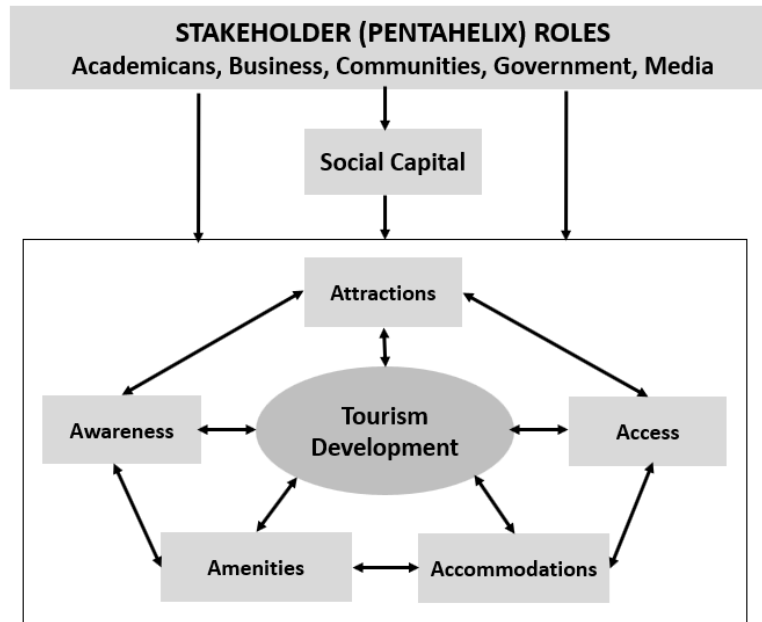 STAKEHOLDER (PENTAHELIX) ROLES
Academicans, Business, Communities, Government, Media
Social Capital
Attractions
Awareness
Tourism
Development
Access
Amenities
Accommodations